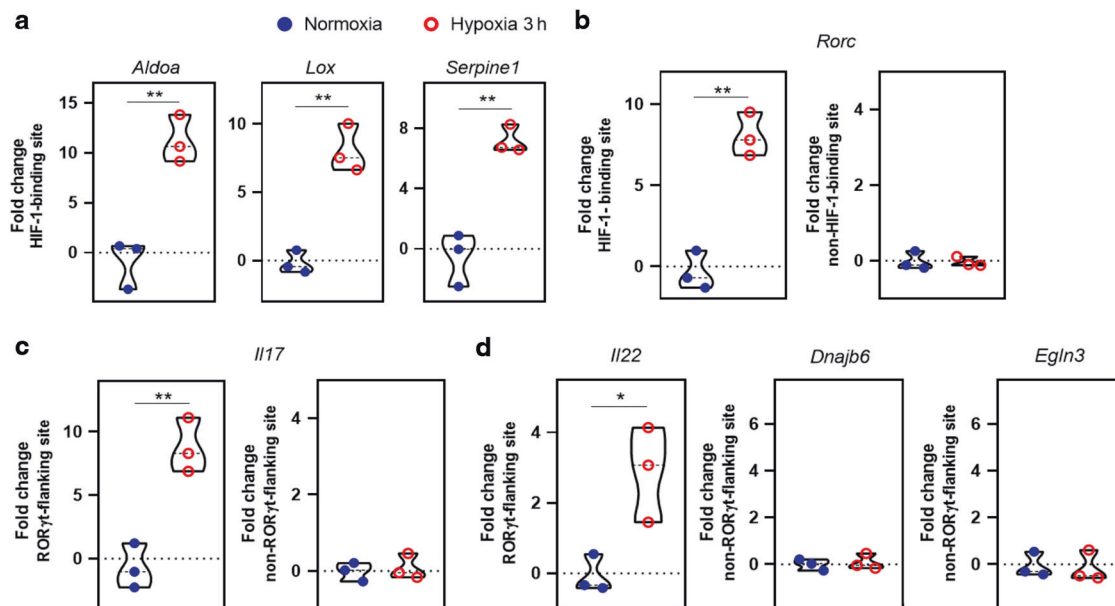 a
Normoxia
Hypoxia 3 h
b
Aldoa
Lox
Serpine1
Rorc
Fold change
HIF-1-binding site
15
10
5
0
10
5
0
8
4
0
**
**
**
Fold change
HIF-1- binding site
10
5
0
**
Fold change
non-HIF-1-binding site
4
2
0
c
Il17
Fold change
RORγt-flanking site
10
5
0
**
Fold change
non-RORγt-flanking site
4
2
0
d
Il22
Dnajb6
Egln3
Fold change
RORγt-flanking site
4
2
0
*
Fold change
non-RORγt-flanking site
6
4
2
0
Fold change
non-RORγt-flanking site
6
4
2
0